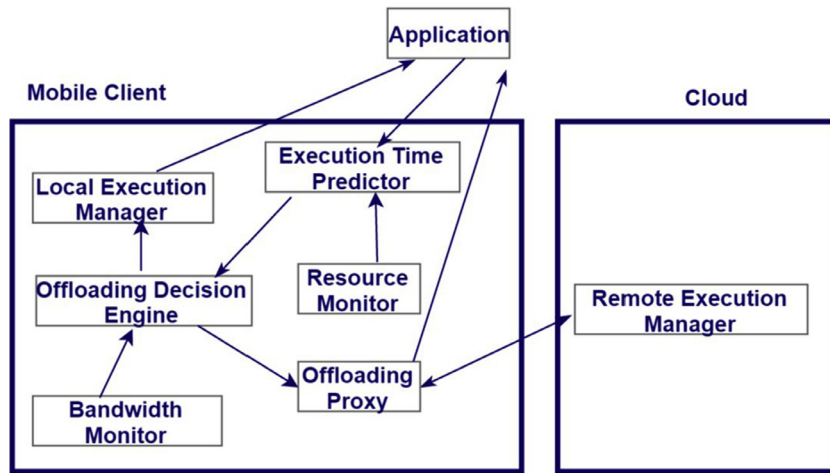 Application
Mobile Client
Cloud
Execution Time
Predictor
Local Execution
Manager
Resource
Monitor
Offloading Decision
Engine
Remote Execution
Manager
Offloading
Proxy
Bandwidth
Monitor